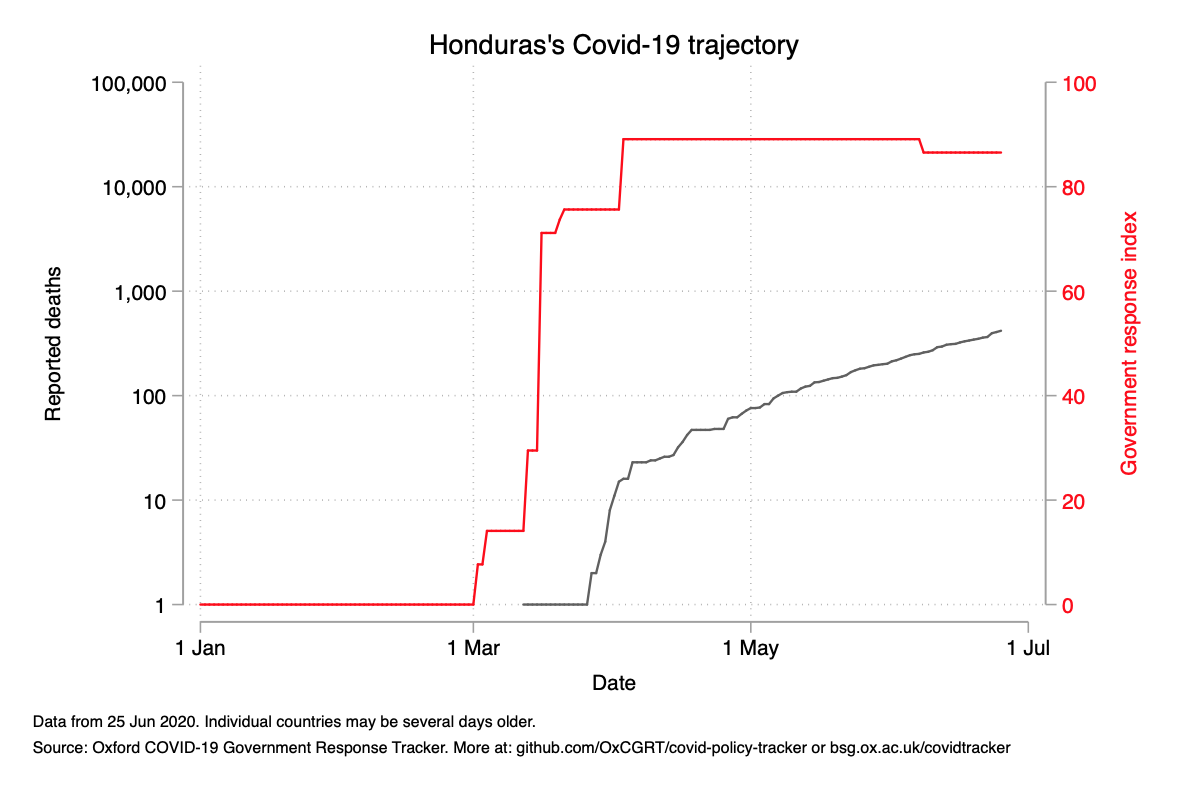 Honduras's Covid-19 trajectory
100,000
10,000
1,000
100
10
1
Reported deaths
100
80
60
40
20
0
Government response index
1 Jan
1 Mar
1 May
1 Jul
Date
Data from 25 Jun 2020. Individual countries may be several days older.
Source: Oxford COVID-19 Government Response Tracker. More at: github.com/OxCGRT/covid-policy-tracker or bsg.ox.ac.uk/covidtracker